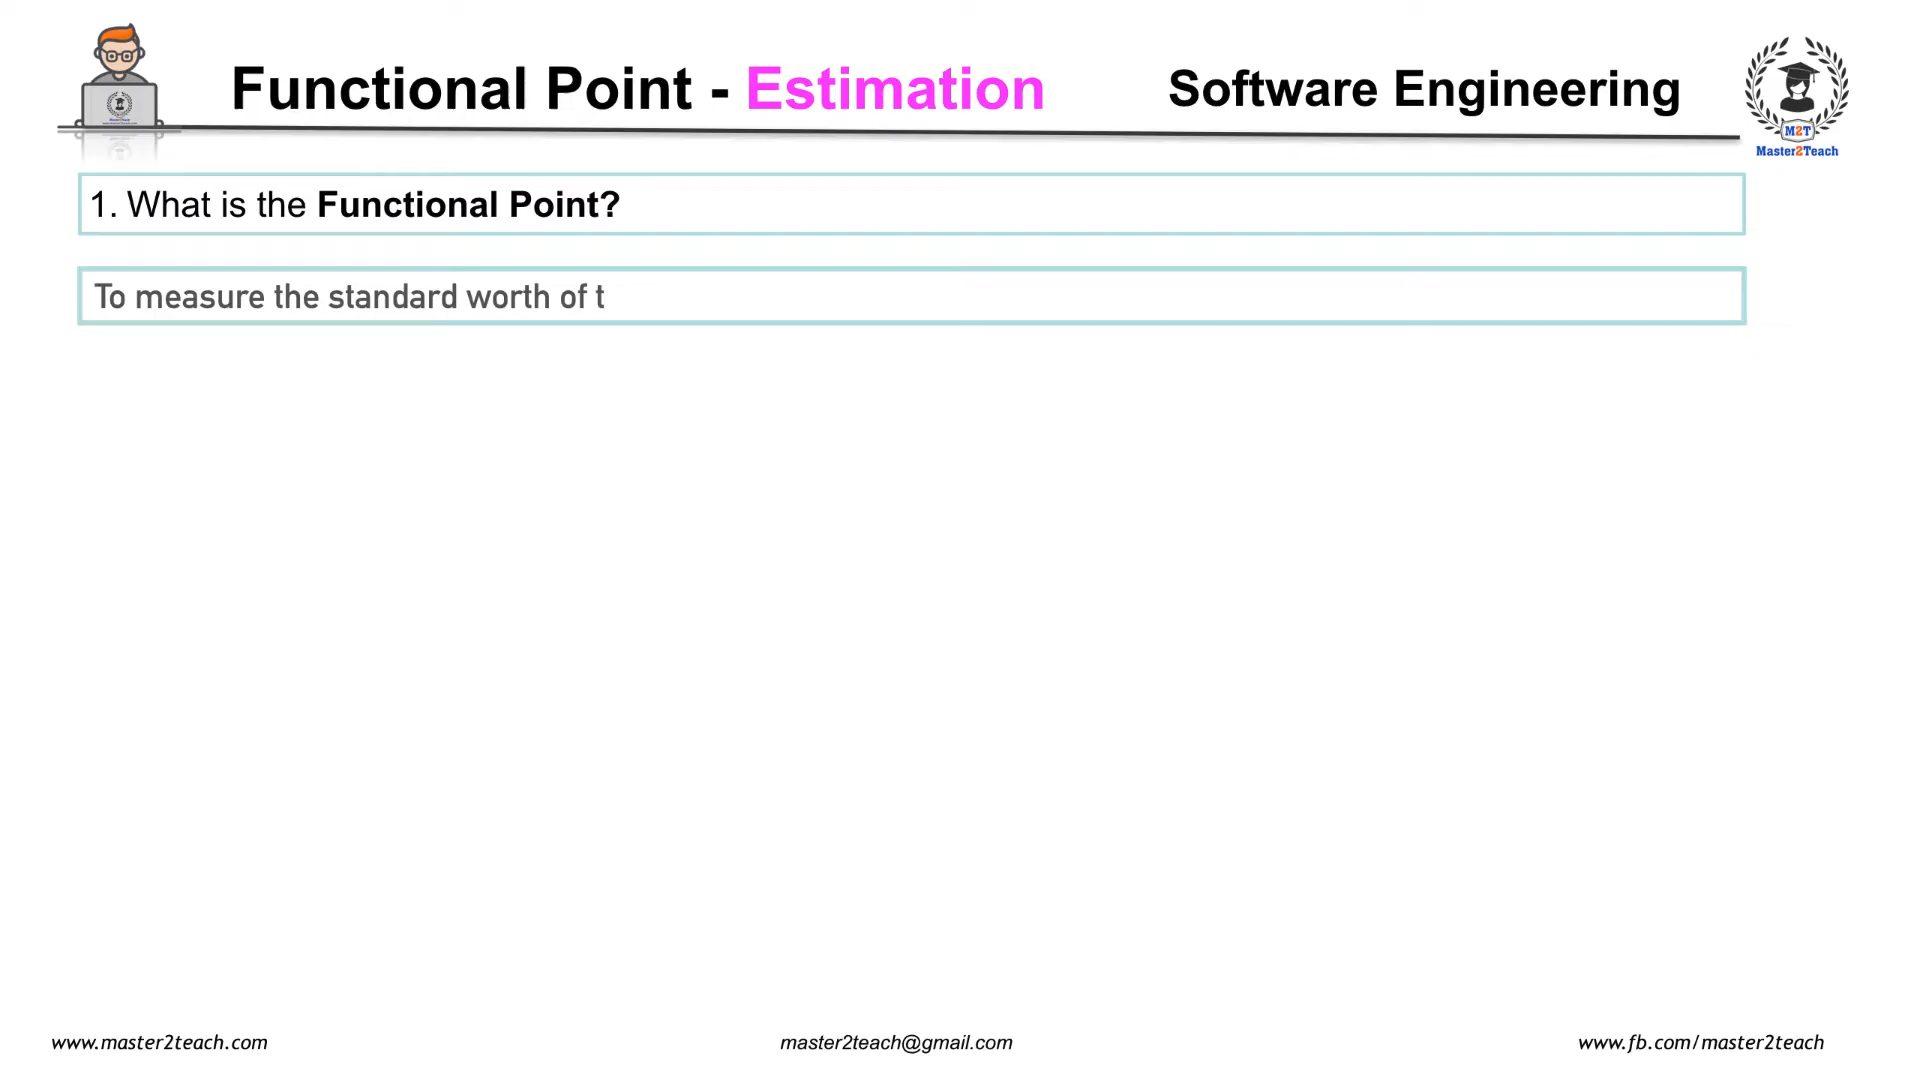 Functional Point - Estimation
Software Engineering
M2T
Master2Teach
1. What is the Functional Point?
To measure the standard worth of t
www.master2teach.com
master2teach@gmail.com
www.fb.com/master2teach